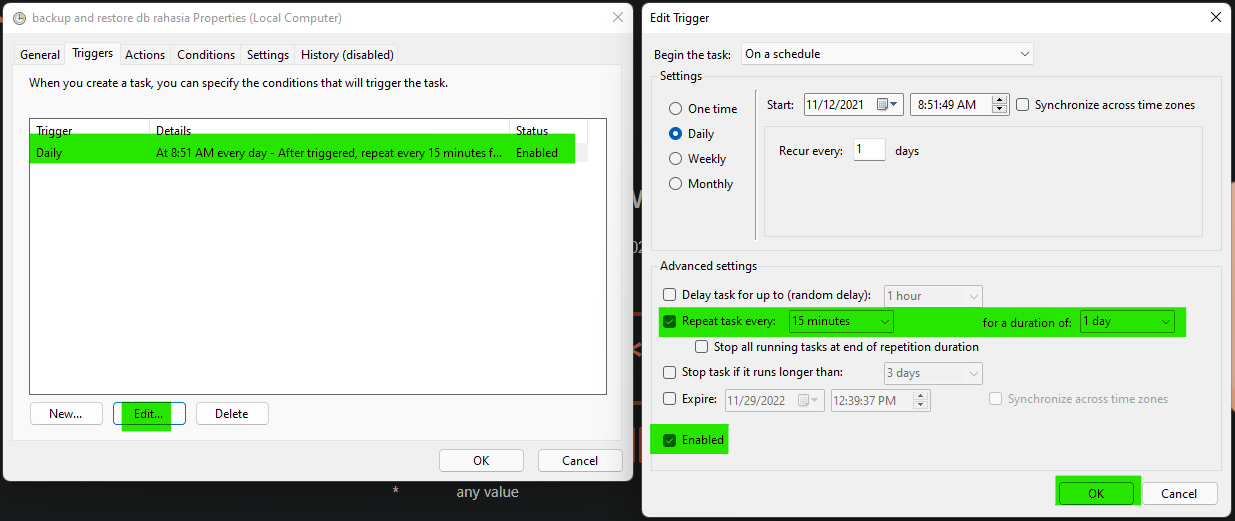 backup and restore db rahasia Properties (Local Computer)
General Triggers Actions Conditions Settings History (disabled)
When you create a task, you can specify the conditions that will trigger the task.
Trigger Details Status
Daily At 8:51 AM every day - After triggered, repeat every 15 minutes f... Enabled
New... Edit... Delete
OK Cancel
* any value
Edit Trigger
Begin the task: On a schedule
Settings
One time
Daily
Weekly
Monthly
Start: 11/12/2021 8:51:49 AM Synchronize across time zones
Recur every: 1 days
Advanced settings
Delay task for up to (random delay): 1 hour
Repeat task every: 15 minutes for a duration of: 1 day
Stop all running tasks at end of repetition duration
Stop task if it runs longer than: 3 days
Expire: 11/29/2022 12:39:37 PM Synchronize across time zones
Enabled
OK Cancel